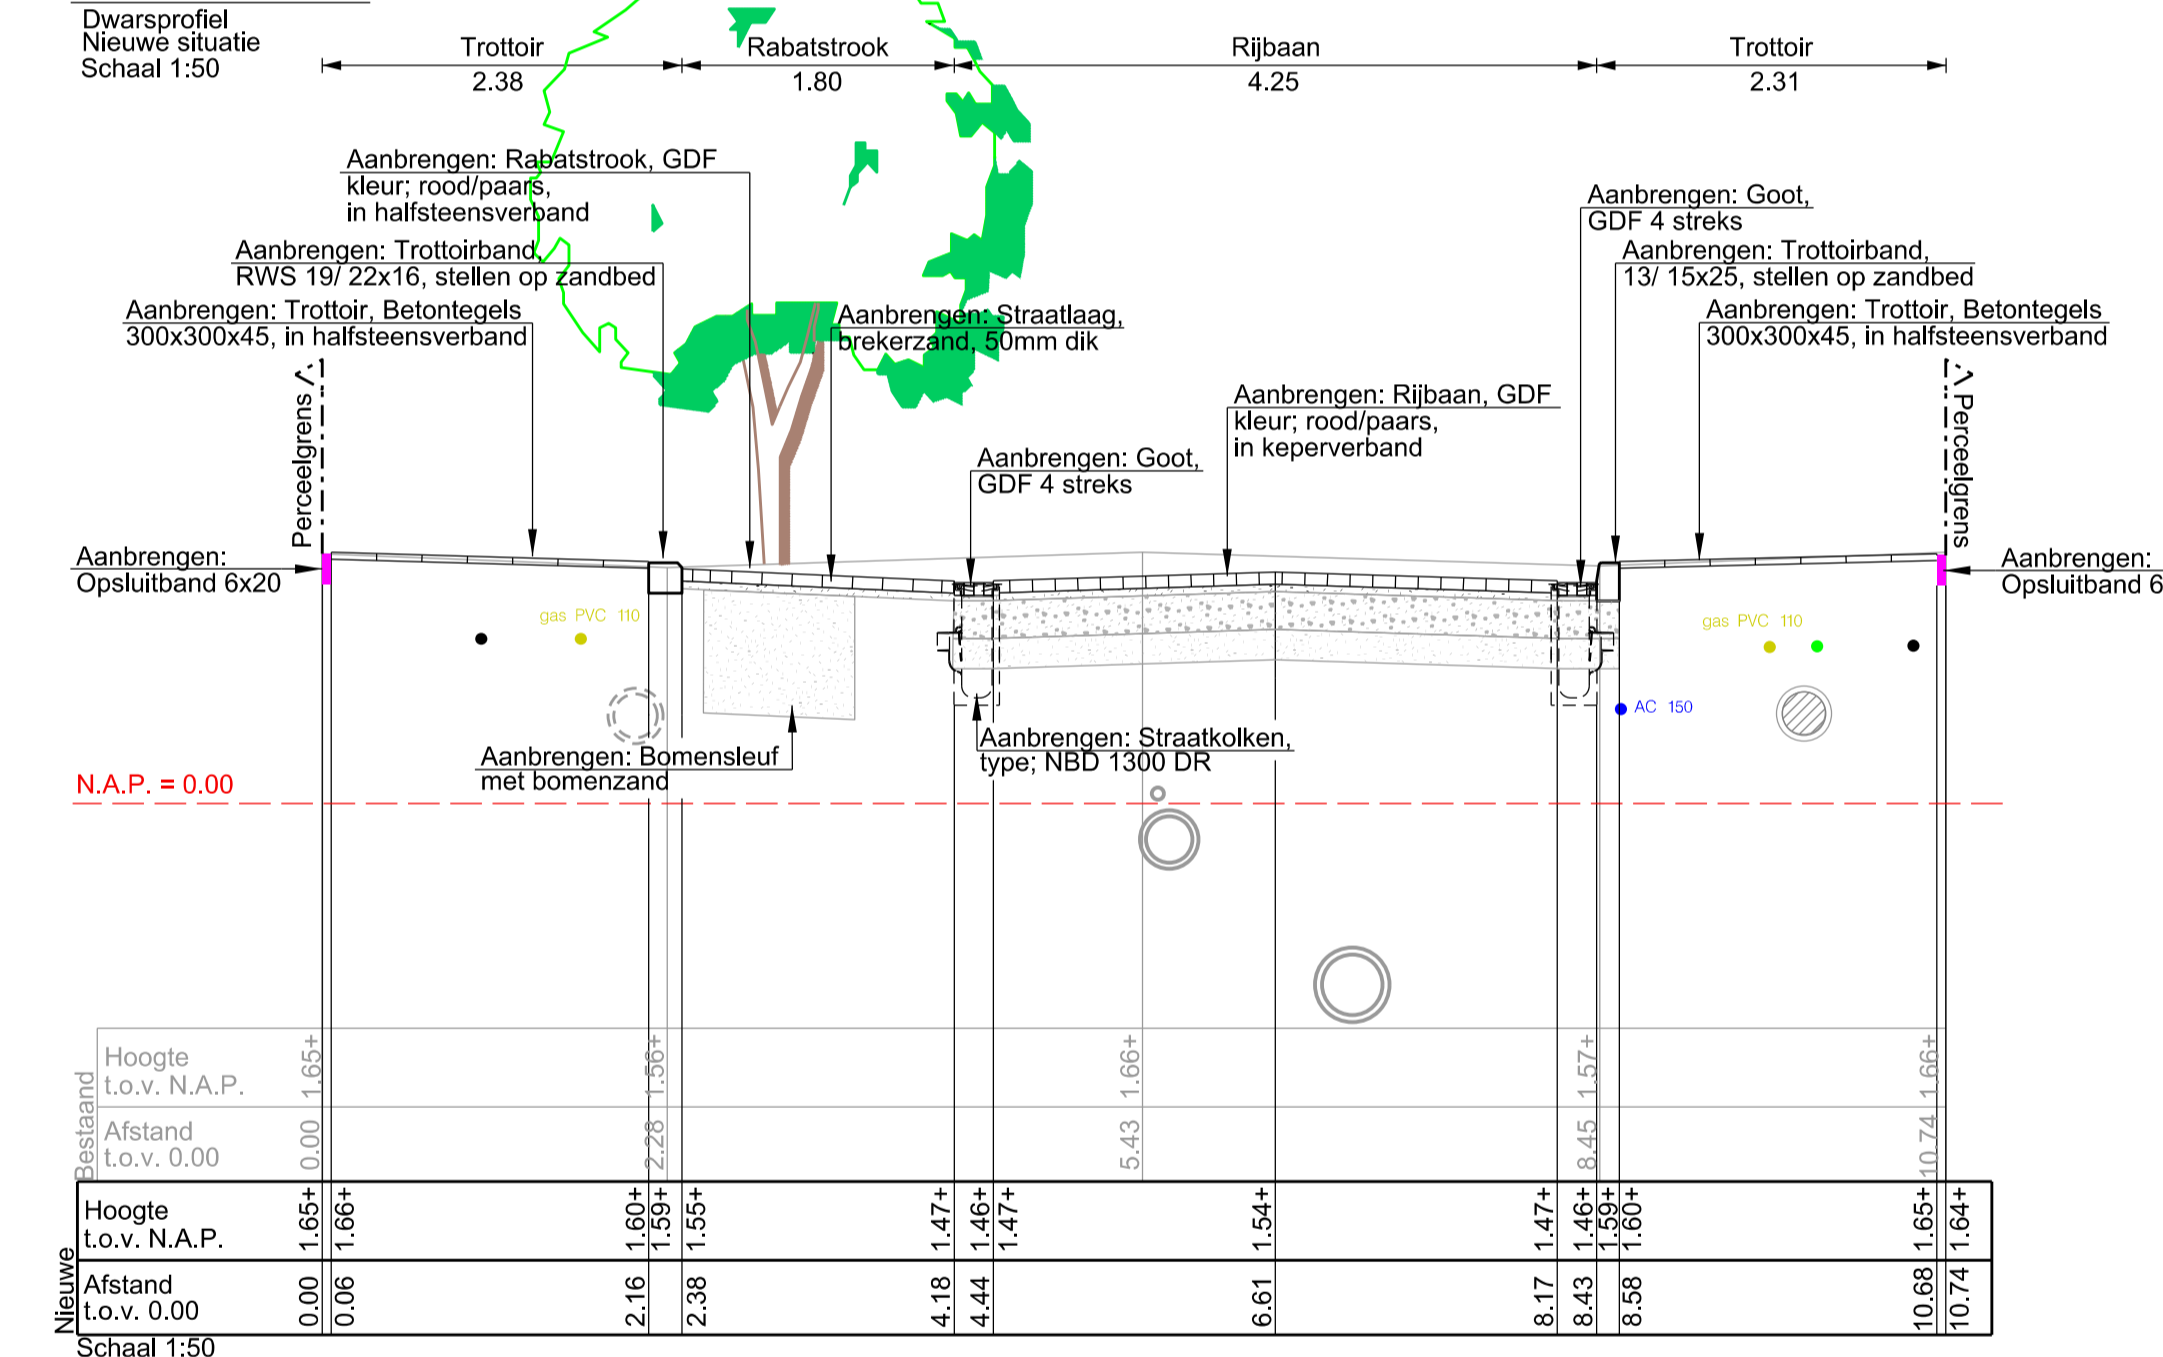 Dwarsprofiel
Nieuwe situatie
Schaal 1:50
Trottoir
2.38
Rabatstrook
1.80
Rijbaan
4.25
Trottoir
2.31
Aanbrengen: Rabatstrook, GDF
kleur; rood/paars,
in halfsteensverband
Aanbrengen: Trottoirband,
RWS 19/ 22x16, stellen op zandbed
Aanbrengen: Trottoir, Betontegels
300x300x45, in halfsteensverband
Aanbrengen: Straatlaag,
brekerzand, 50mm dik
Aanbrengen: Goot,
GDF 4 streks
Aanbrengen: Rijbaan, GDF
kleur; rood/paars,
in keperverband
Aanbrengen: Goot,
GDF 4 streks
Aanbrengen: Trottoirband,
13/ 15x25, stellen op zandbed
Aanbrengen: Trottoir, Betontegels
300x300x45, in halfsteensverband
Perceelgrens
Perceelgrens
Aanbrengen:
Opsluitband 6x20
Aanbrengen:
Opsluitband 6
gas PVC 110
gas PVC 110
AC 150
Aanbrengen: Bomensleuf
met bomenzand
Aanbrengen: Straatkolken,
type; NBD 1300 DR
N.A.P. = 0.00
Bestaand
Hoogte
t.o.v. N.A.P.
1.65+ 1.56+ 1.66+ 1.57+ 1.66+
Afstand
t.o.v. 0.00
0.00 2.28 5.43 8.45 10.74
Nieuwe
Hoogte
t.o.v. N.A.P.
1.65+ 1.66+ 1.60+ 1.59+ 1.55+ 1.47+ 1.46+ 1.47+ 1.54+ 1.47+ 1.46+ 1.59+ 1.60+ 1.65+ 1.64+
Afstand
t.o.v. 0.00
0.00 0.06 2.16 2.38 4.18 4.44 6.61 8.17 8.43 8.58 10.68 10.74
Schaal 1:50